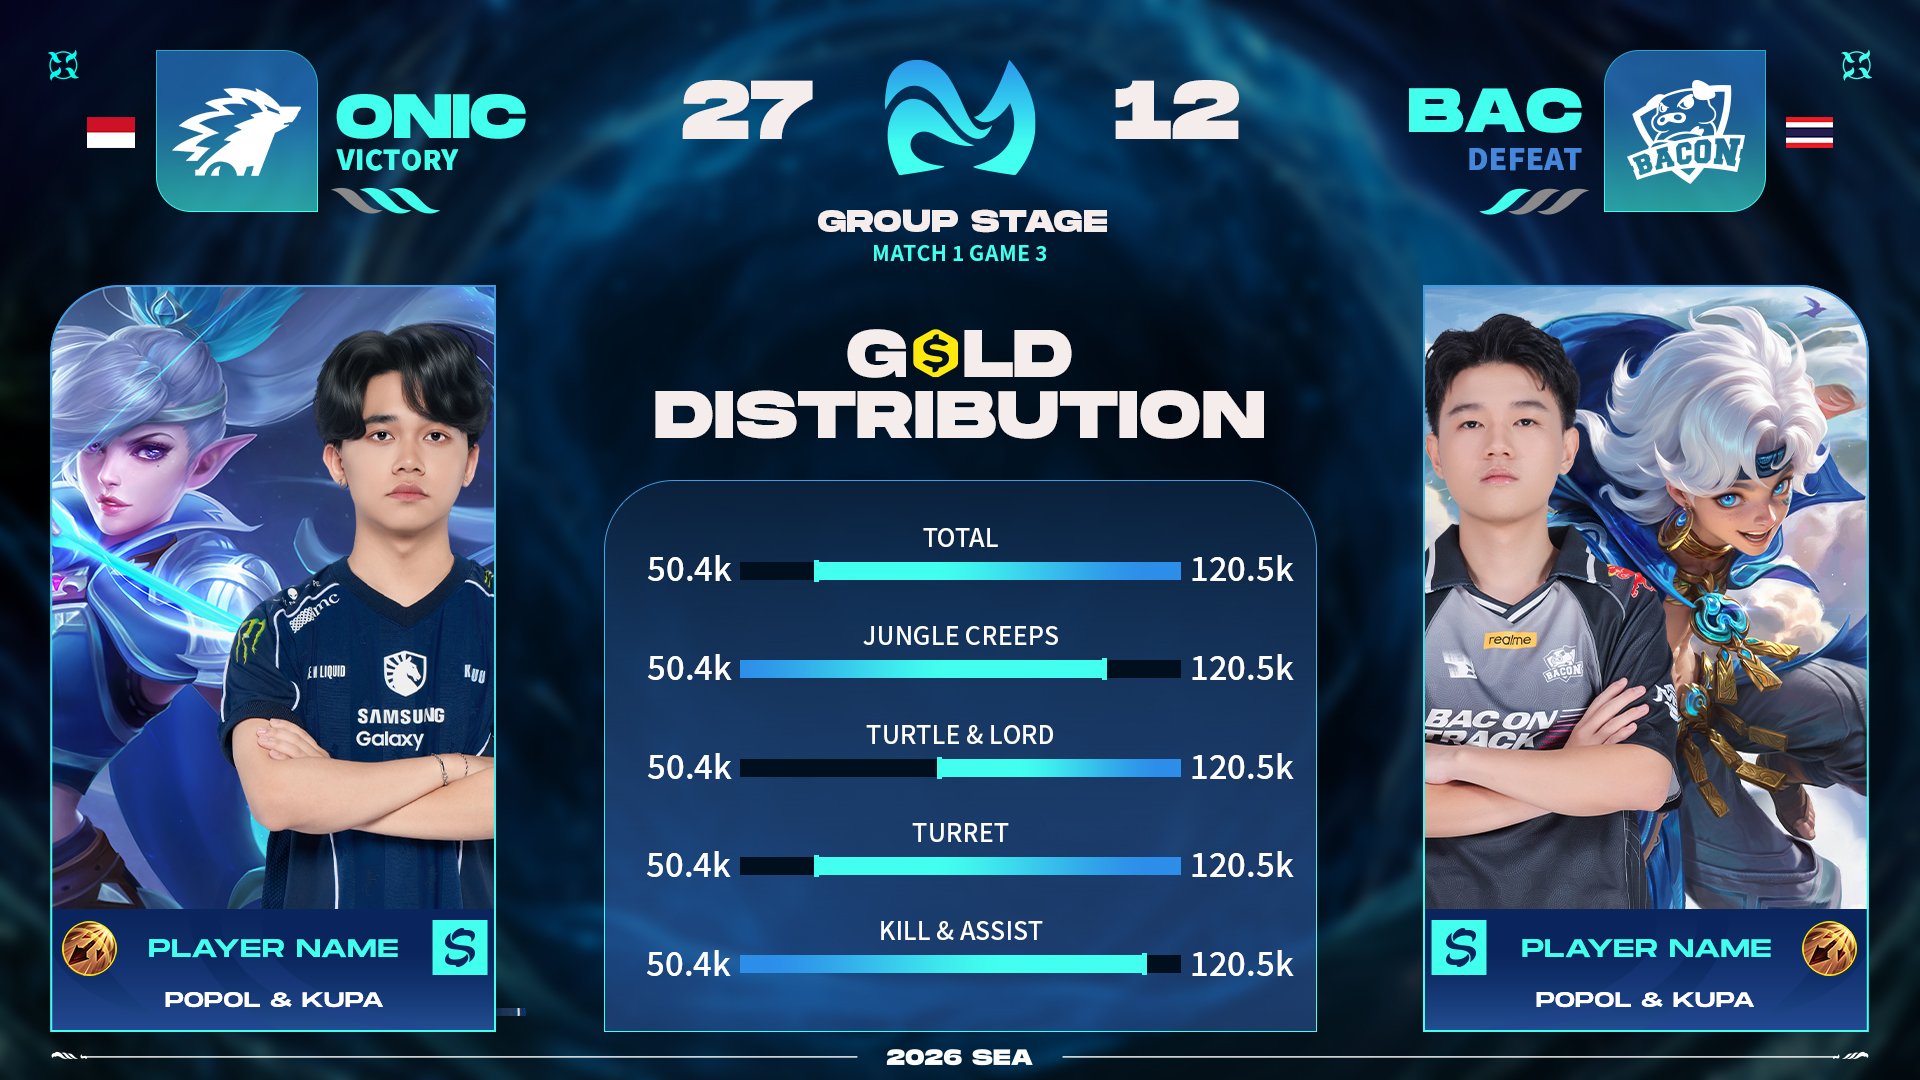 ONIC
VICTORY
27
12
BAC
DEFEAT
BACON
GROUP STAGE
MATCH 1 GAME 3
GOLD
DISTRIBUTION
TOTAL
50.4k
120.5k
JUNGLE CREEPS
50.4k
120.5k
TURTLE & LORD
50.4k
120.5k
TURRET
50.4k
120.5k
KILL & ASSIST
50.4k
120.5k
SAMSUNG
Galaxy
PLAYER NAME
POPOL & KUPA
realme
BACON
BACON
TRACK
PLAYER NAME
POPOL & KUPA
2026 SEA